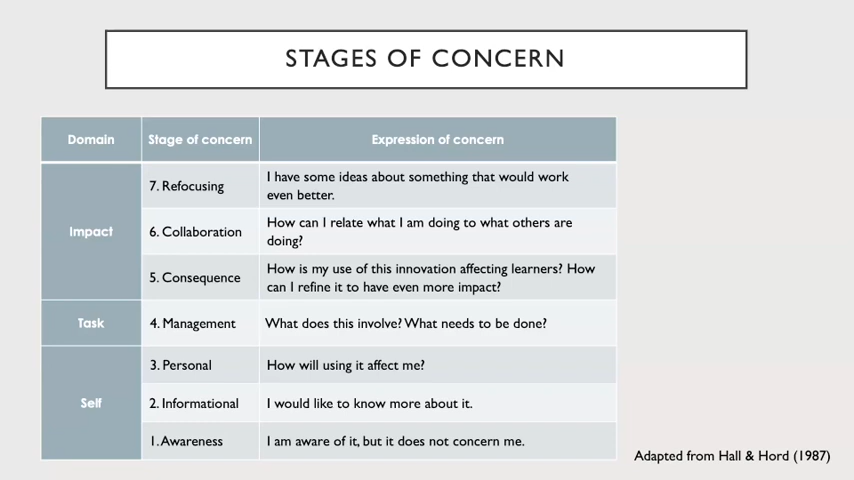 STAGES OF CONCERN
Domain
Stage of concern
Expression of concern
Impact
7. Refocusing
I have some ideas about something that would work
even better.
6. Collaboration
How can I relate what I am doing to what others are
doing?
5. Consequence
How is my use of this innovation affecting learners? How
can I refine it to have even more impact?
Task
4. Management
What does this involve? What needs to be done?
Self
3. Personal
How will using it affect me?
2. Informational
I would like to know more about it.
1. Awareness
I am aware of it, but it does not concern me.
Adapted from Hall & Hord (1987)